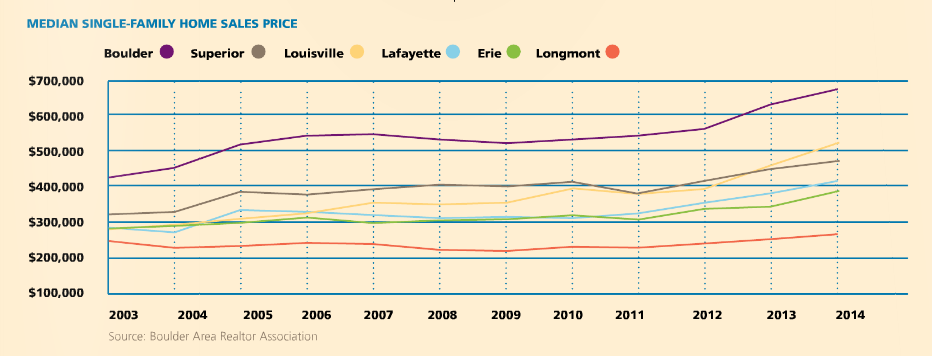 MEDIAN SINGLE-FAMILY HOME SALES PRICE
Boulder Superior Louisville Lafayette Erie Longmont
$700,000
$600,000
$500,000
$400,000
$300,000
$200,000
$100,000
2003 2004 2005 2006 2007 2008 2009 2010 2011 2012 2013 2014
Source: Boulder Area Realtor Association